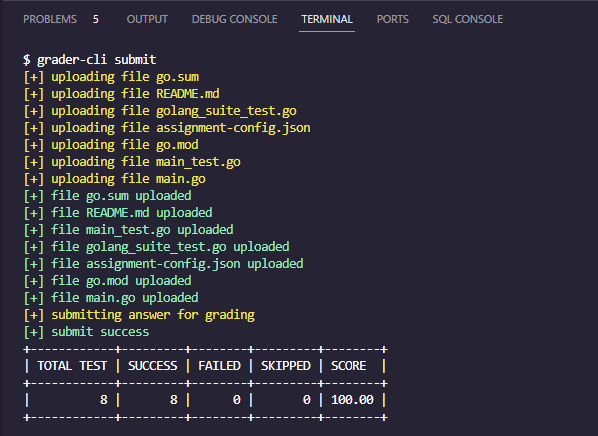 PROBLEMS 5 OUTPUT DEBUG CONSOLE TERMINAL PORTS SQL CONSOLE
$ grader-cli submit
[+] uploading file go.sum
[+] uploading file README.md
[+] uploading file golang_suite_test.go
[+] uploading file assignment-config.json
[+] uploading file go.mod
[+] uploading file main_test.go
[+] uploading file main.go
[+] file go.sum uploaded
[+] file README.md uploaded
[+] file main_test.go uploaded
[+] file golang_suite_test.go uploaded
[+] file assignment-config.json uploaded
[+] file go.mod uploaded
[+] file main.go uploaded
[+] submitting answer for grading
[+] submit success
+------------+---------+--------+---------+--------+
| TOTAL TEST | SUCCESS | FAILED | SKIPPED | SCORE  |
+------------+---------+--------+---------+--------+
|          8 |       8 |      0 |       0 | 100.00 |
+------------+---------+--------+---------+--------+